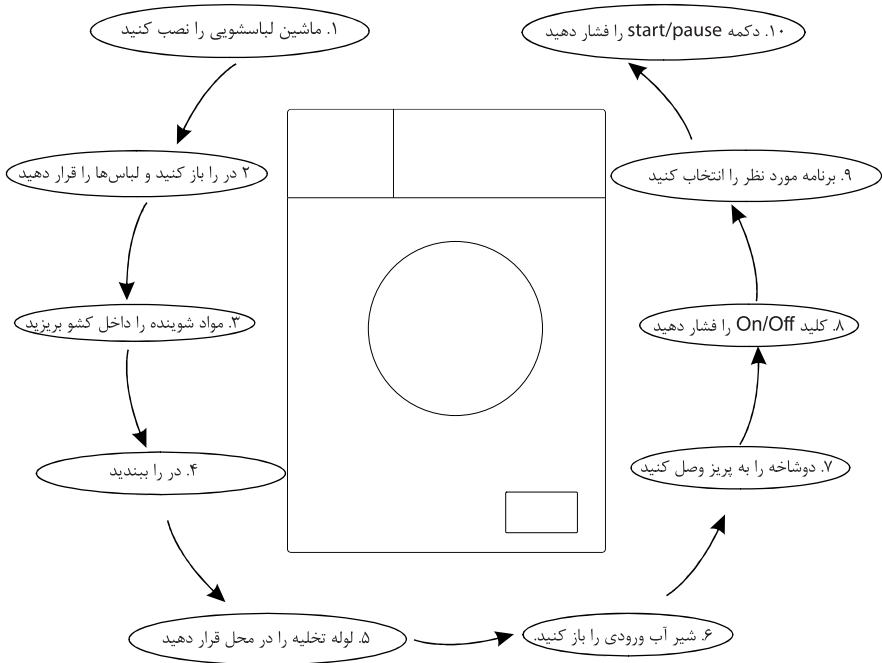 ۱. ماشین لباسشویی را نصب کنید
۲ در را باز کنید و لباس‌ها را قرار دهید
۳. مواد شوینده را داخل کشو بریزید
۴. در را ببندید
۵. لوله تخلیه را در محل قرار دهید
۶. شیر آب ورودی را باز کنید.
۷. دوشاخه را به پریز وصل کنید
۸. کلید On/Off را فشار دهید
۹. برنامه مورد نظر را انتخاب کنید
۱۰. دکمه start/pause را فشار دهید